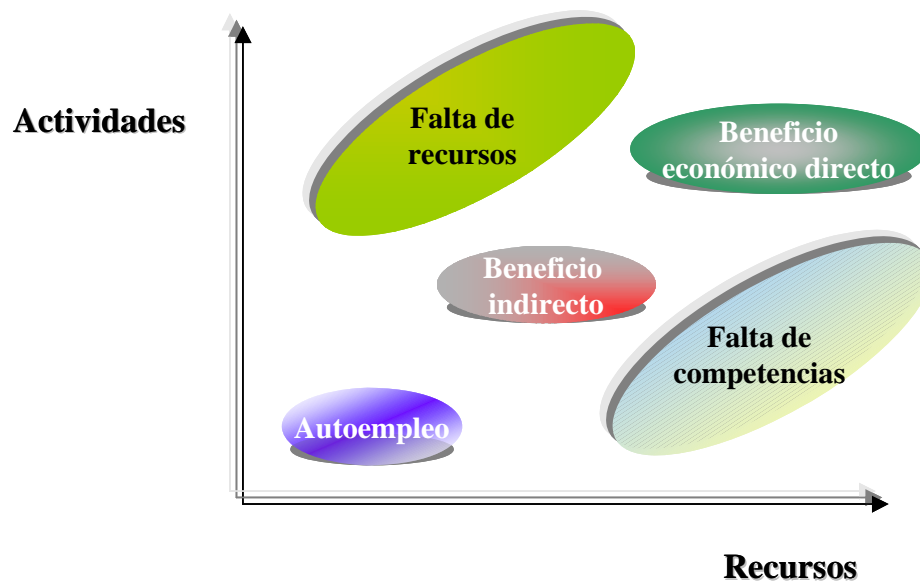 Actividades
Falta de
recursos
Beneficio
económico directo
Beneficio
indirecto
Falta de
competencias
Autoempleo
Recursos